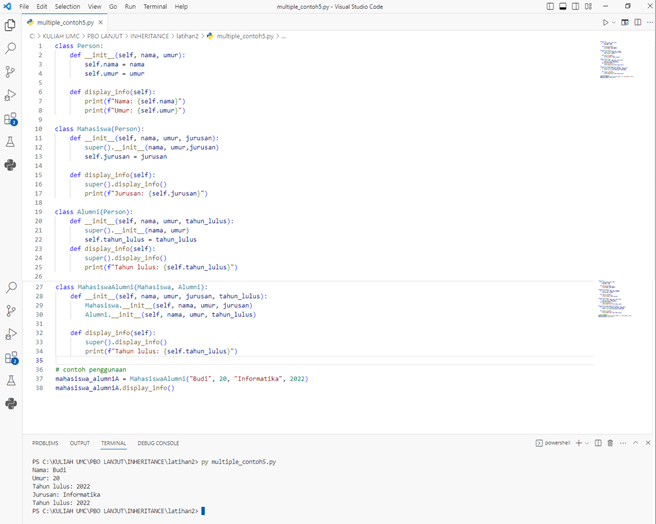 File Edit Selection View Go Run Terminal Help multiple_contoh5.py - Visual Studio Code
multiple_contoh5.py ×
C: > KULIAH UMC > PBO LANJUT > INHERITANCE > latihan2 > multiple_contoh5.py > ...
1 class Person:
2 def __init__(self, nama, umur):
3 self.nama = nama
4 self.umur = umur
5
6 def display_info(self):
7 print(f"Nama: {self.nama}")
8 print(f"Umur: {self.umur}")
9
10 class Mahasiswa(Person):
11 def __init__(self, nama, umur, jurusan):
12 super().__init__(nama, umur,jurusan)
13 self.jurusan = jurusan
14
15 def display_info(self):
16 super().display_info()
17 print(f"Jurusan: {self.jurusan}")
18
19 class Alumni(Person):
20 def __init__(self, nama, umur, tahun_lulus):
21 super().__init__(nama, umur)
22 self.tahun_lulus = tahun_lulus
23 def display_info(self):
24 super().display_info()
25 print(f"Tahun lulus: {self.tahun_lulus}")
26
27 class MahasiswaAlumni(Mahasiswa, Alumni):
28 def __init__(self, nama, umur, jurusan, tahun_lulus):
29 Mahasiswa.__init__(self, nama, umur, jurusan)
30 Alumni.__init__(self, nama, umur, tahun_lulus)
31
32 def display_info(self):
33 super().display_info()
34 print(f"Tahun lulus: {self.tahun_lulus}")
35
36 # contoh penggunaan
37 mahasiswa_alumniA = MahasiswaAlumni("Budi", 20, "Informatika", 2022)
38 mahasiswa_alumniA.display_info()
2
2
PROBLEMS OUTPUT TERMINAL DEBUG CONSOLE powershell
PS C:\KULIAH UMC\PBO LANJUT\INHERITANCE\latihan2> py multiple_contoh5.py
Nama: Budi
Umur: 20
Tahun lulus: 2022
Jurusan: Informatika
Tahun lulus: 2022
PS C:\KULIAH UMC\PBO LANJUT\INHERITANCE\latihan2>